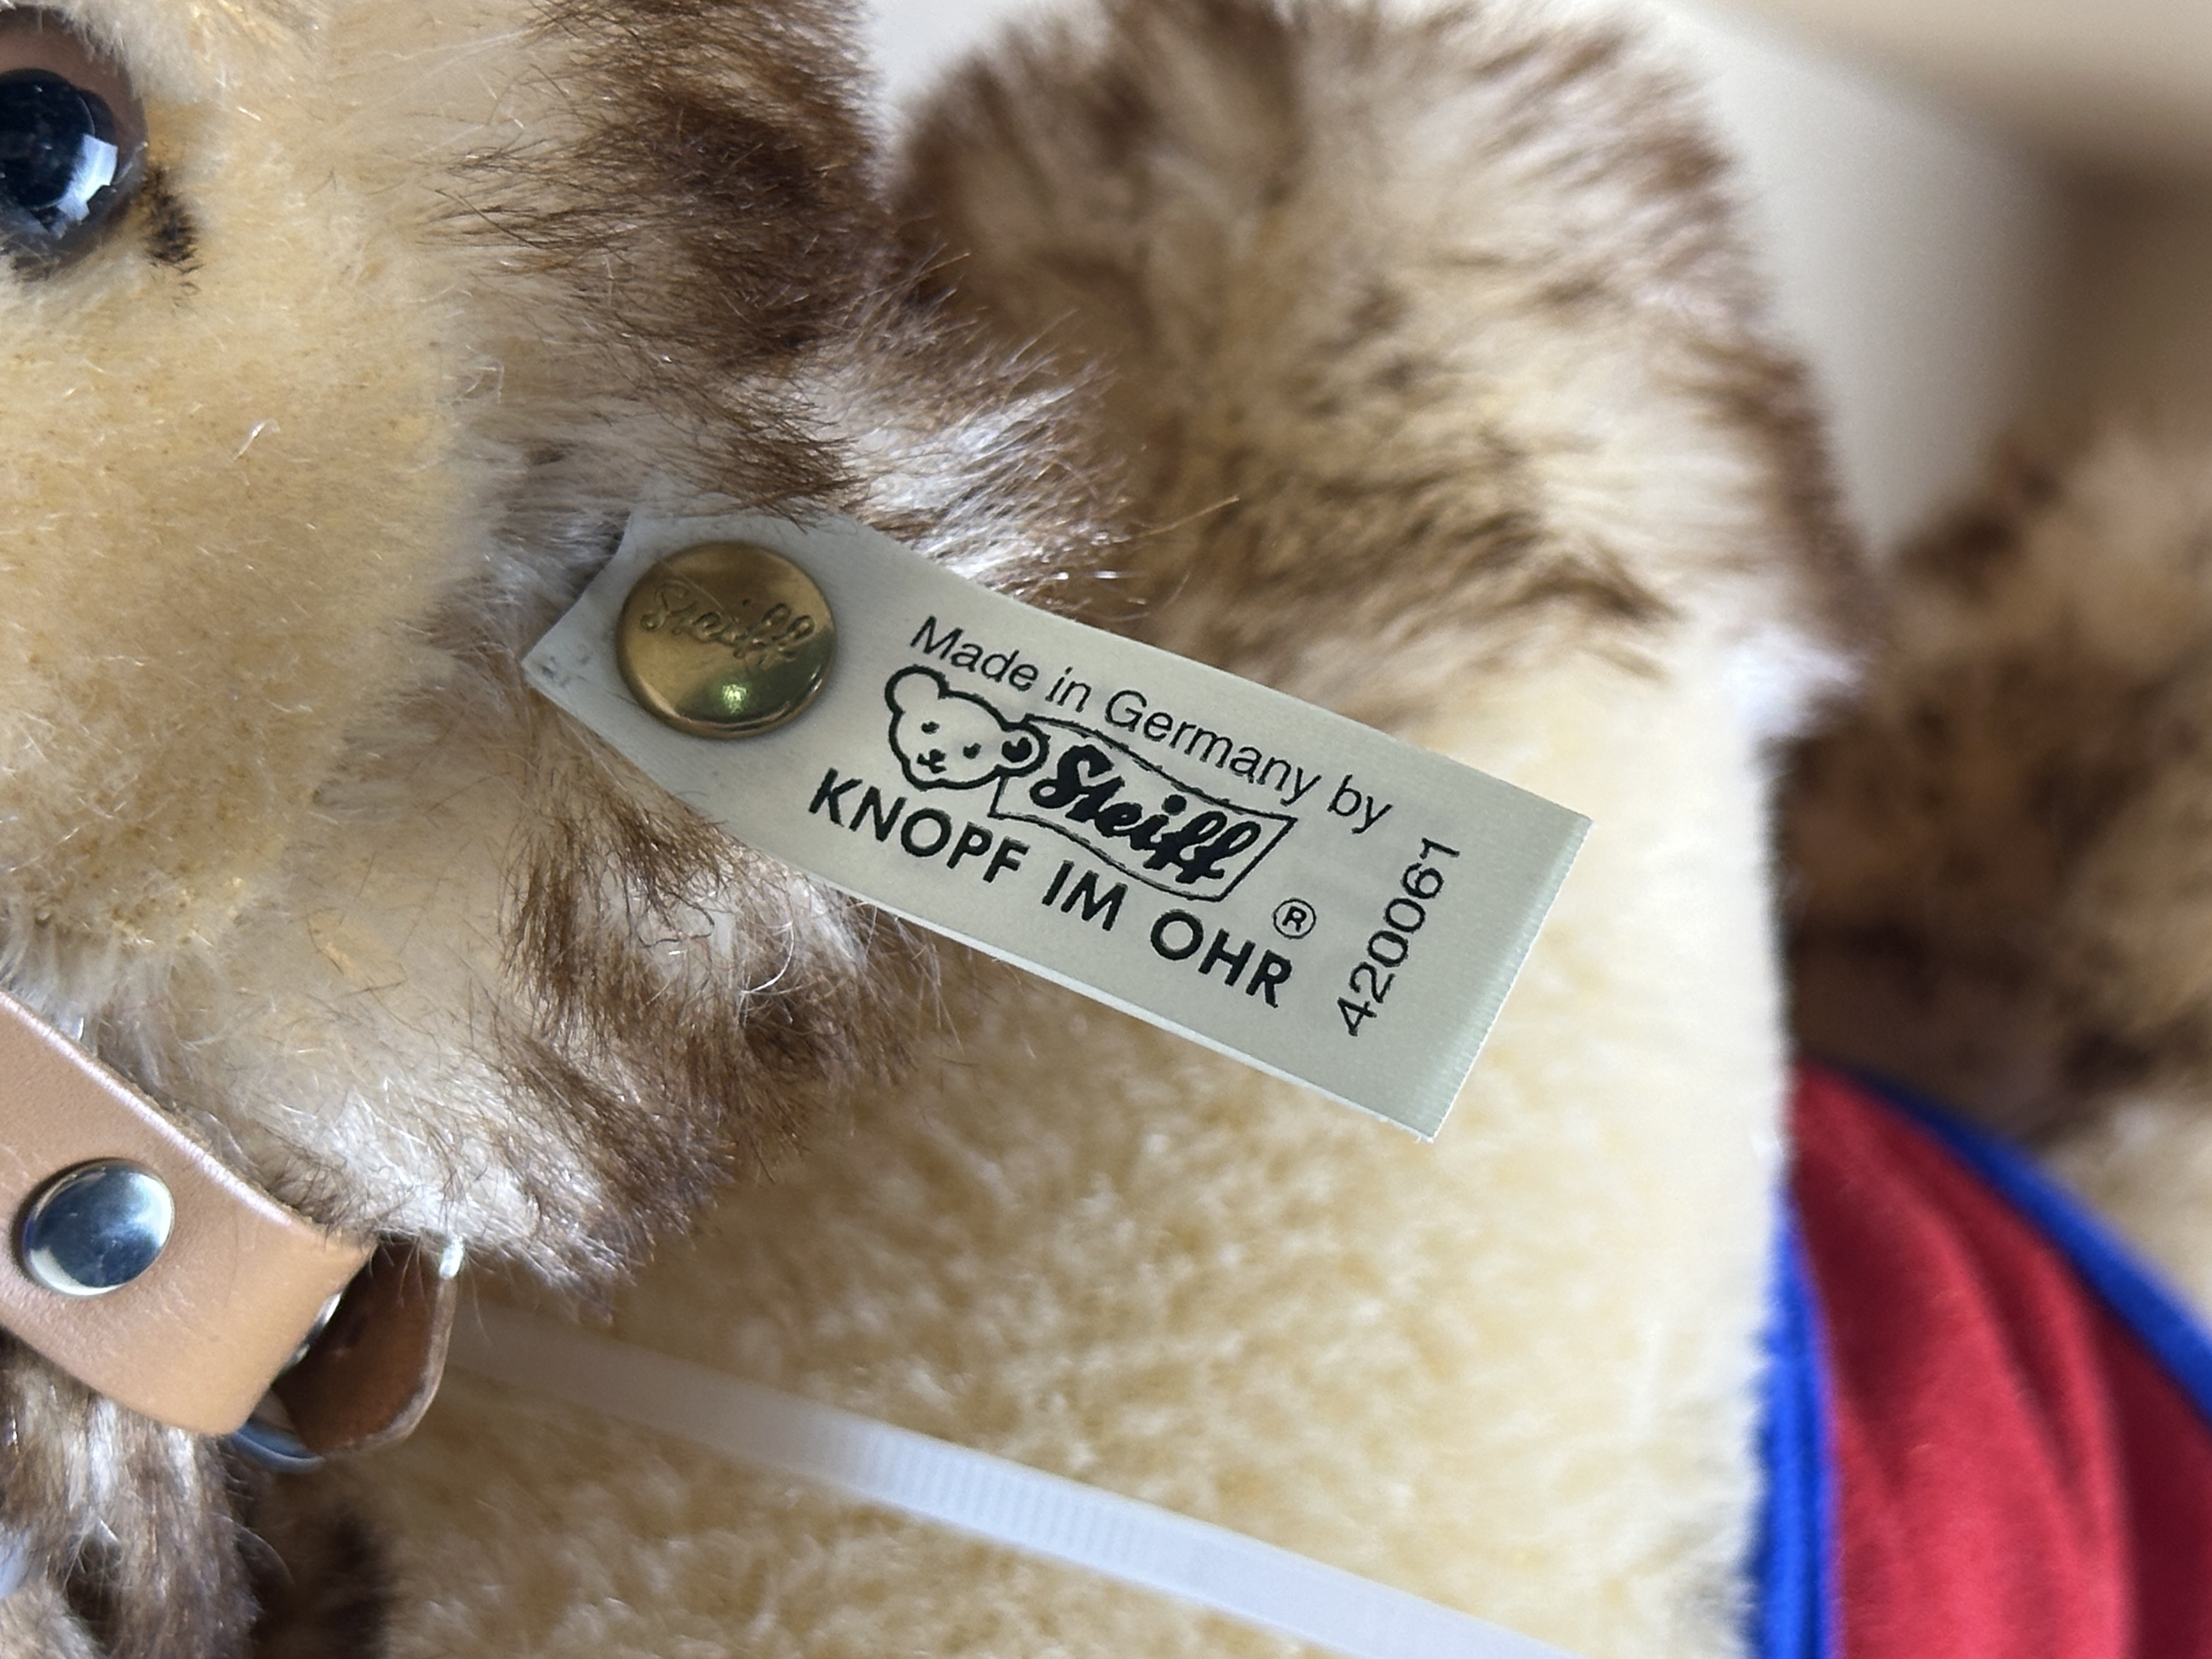 Steiff
Made in Germany by
Steiff
KNOPF IM OHR ®
420061